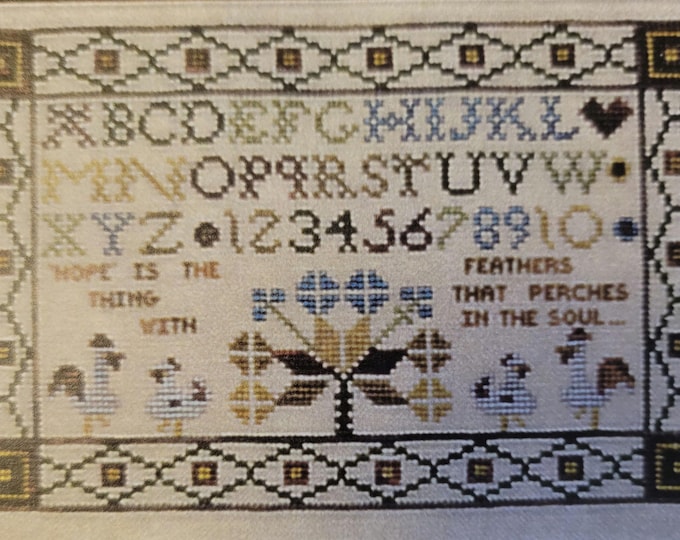 ABCDEFGHIJKL
MNOPqRSTUVW
XYZ 12345678910
'HOPE' IS THE
THING
WITH
FEATHERS
THAT PERCHES
IN THE SOUL...